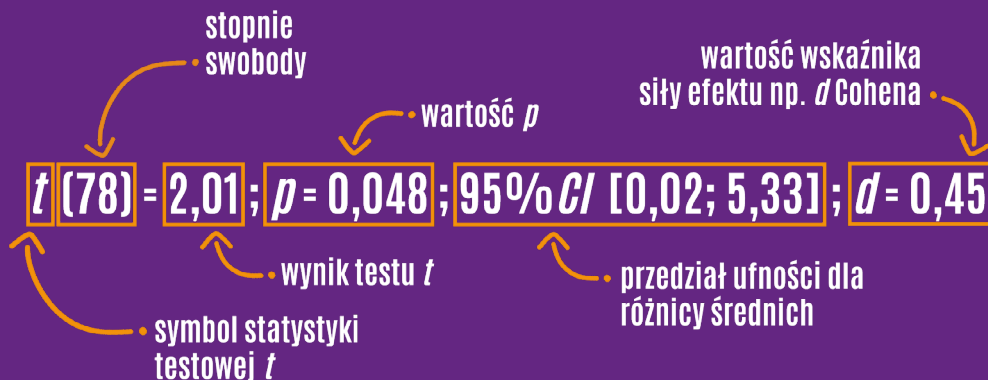 stopnie
swobody
wartość wskaźnika
siły efektu np. d Cohena
wartość p
t (78) = 2,01 ; p = 0,048 ; 95% CI [0,02; 5,33] ; d = 0,45
wynik testu t
przedział ufności dla
różnicy średnich
symbol statystyki
testowej t